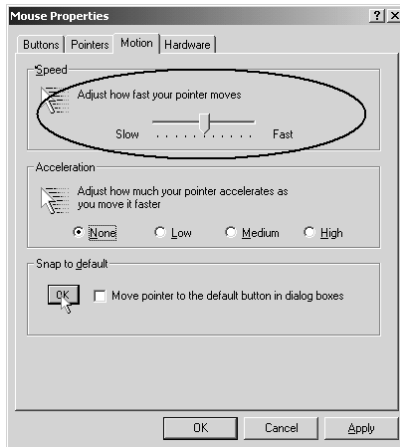 Mouse Properties
Buttons Pointers Motion Hardware
Speed
Adjust how fast your pointer moves
Slow Fast
Acceleration
Adjust how much your pointer accelerates as
you move it faster
None Low Medium High
Snap to default
OK Move pointer to the default button in dialog boxes
OK Cancel Apply